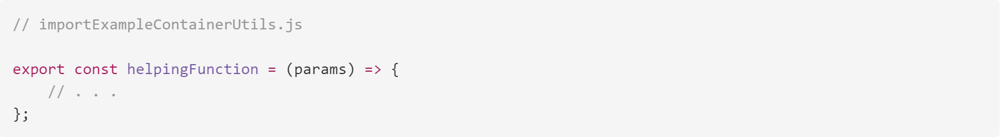 // importExampleContainerUtils.js
export const helpingFunction = (params) => {
    // . . .
};